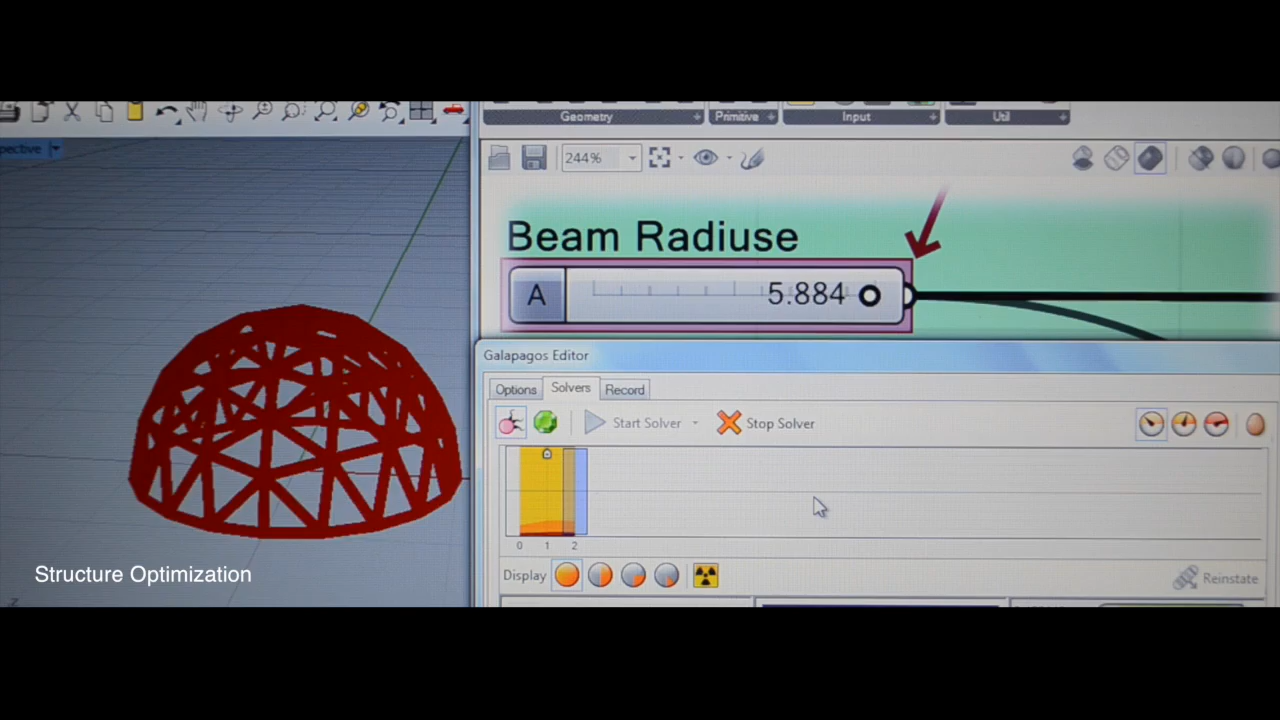 Geometry
Primitive
Input
Util
spective
244%
Beam Radiuse
A
5.884
Galapagos Editor
Options
Solvers
Record
Start Solver
Stop Solver
0
1
2
Display
Reinstate
Structure Optimization